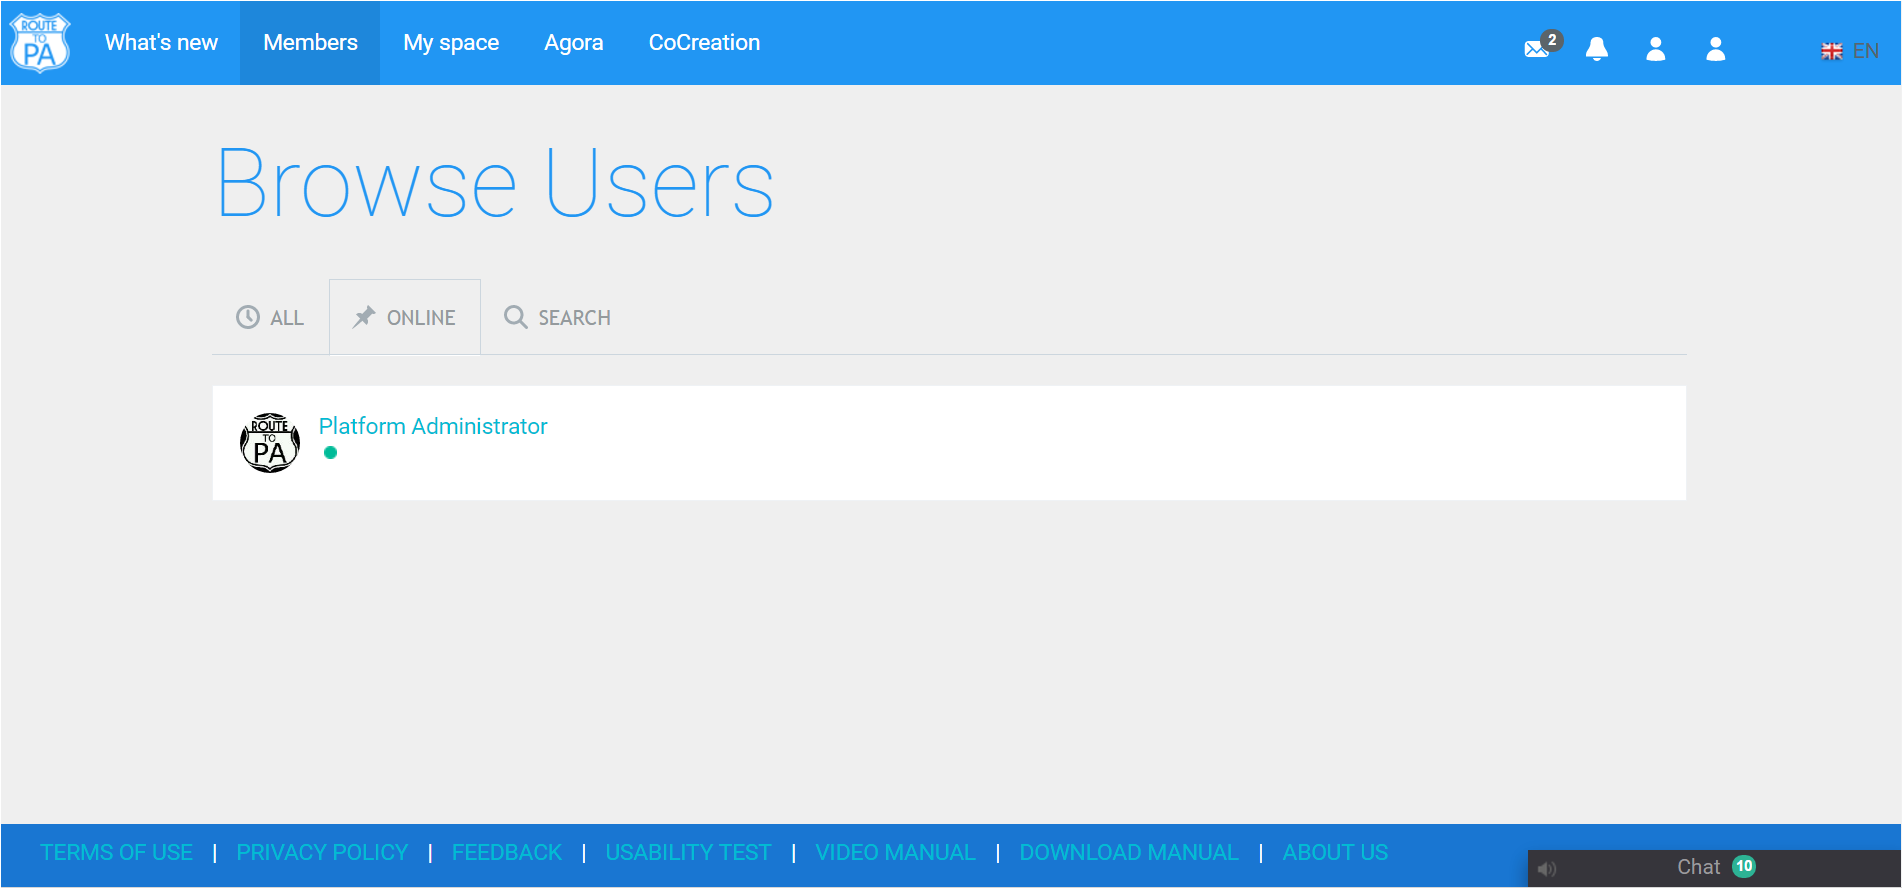 ROUTE
TO
PA
What's new
Members
My space
Agora
CoCreation
2
EN
Browse Users
ALL
ONLINE
SEARCH
ROUTE
TO
PA
Platform Administrator
TERMS OF USE | PRIVACY POLICY | FEEDBACK | USABILITY TEST | VIDEO MANUAL | DOWNLOAD MANUAL | ABOUT US
Chat 10